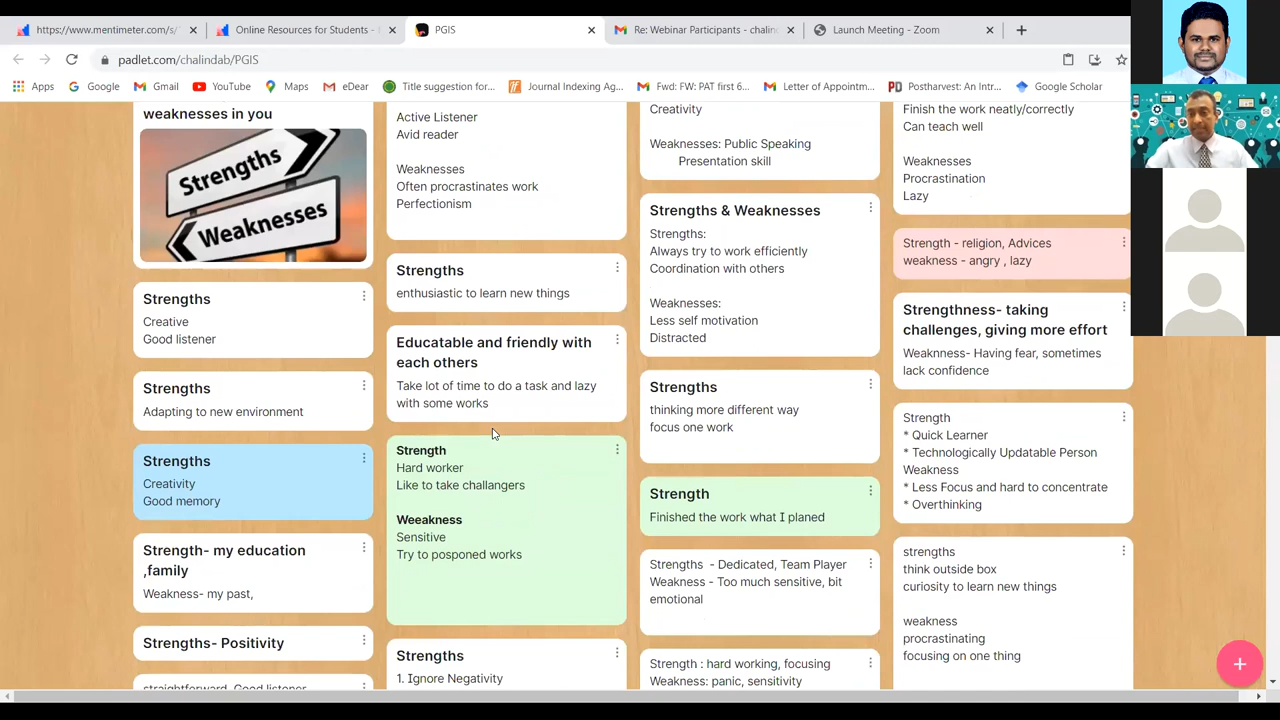 https://www.mentimeter.com/s/
Online Resources for Students -
PGIS
Re: Webinar Participants - chalin
Launch Meeting - Zoom
padlet.com/chalindab/PGIS
Apps
Google
Gmail
YouTube
Maps
eDear
Title suggestion for...
Journal Indexing Ag...
Fwd: FW: PAT first 6...
Letter of Appointm...
Postharvest: An Intr...
Google Scholar
weaknesses in you
Strengths
Weaknesses
Strengths
Creative
Good listener
Strengths
Adapting to new environment
Strengths
Creativity
Good memory
Strength- my education
,family
Weakness- my past,
Strengths- Positivity
straightforward, Good listener
Active Listener
Avid reader
Weaknesses
Often procrastinates work
Perfectionism
Strengths
enthusiastic to learn new things
Educatable and friendly with
each others
Take lot of time to do a task and lazy
with some works
Strength
Hard worker
Like to take challangers
Weeakness
Sensitive
Try to posponed works
Strengths
1. Ignore Negativity
Creativity
Weaknesses: Public Speaking
Presentation skill
Strengths & Weaknesses
Strengths:
Always try to work efficiently
Coordination with others
Weaknesses:
Less self motivation
Distracted
Strengths
thinking more different way
focus one work
Strength
Finished the work what I planed
Strengths - Dedicated, Team Player
Weakness - Too much sensitive, bit
emotional
Strength : hard working, focusing
Weakness: panic, sensitivity
Finish the work neatly/correctly
Can teach well
Weaknesses
Procrastination
Lazy
Strength - religion, Advices
weakness - angry , lazy
Strengthness- taking
challenges, giving more effort
Weaknness- Having fear, sometimes
lack confidence
Strength
* Quick Learner
* Technologically Updatable Person
Weakness
* Less Focus and hard to concentrate
* Overthinking
strengths
think outside box
curiosity to learn new things
weakness
procrastinating
focusing on one thing